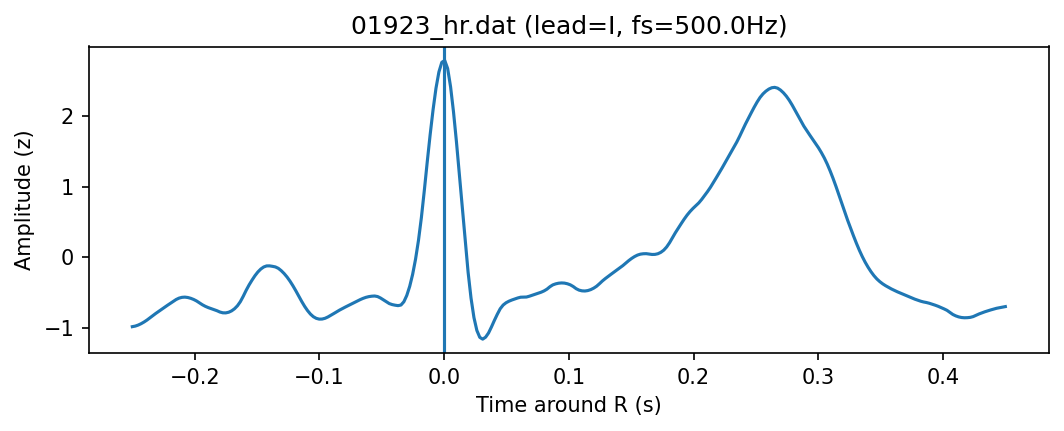 01923_hr.dat (lead=I, fs=500.0Hz)
Amplitude (z)
2
1
0
−1
−0.2 −0.1 0.0 0.1 0.2 0.3 0.4
Time around R (s)